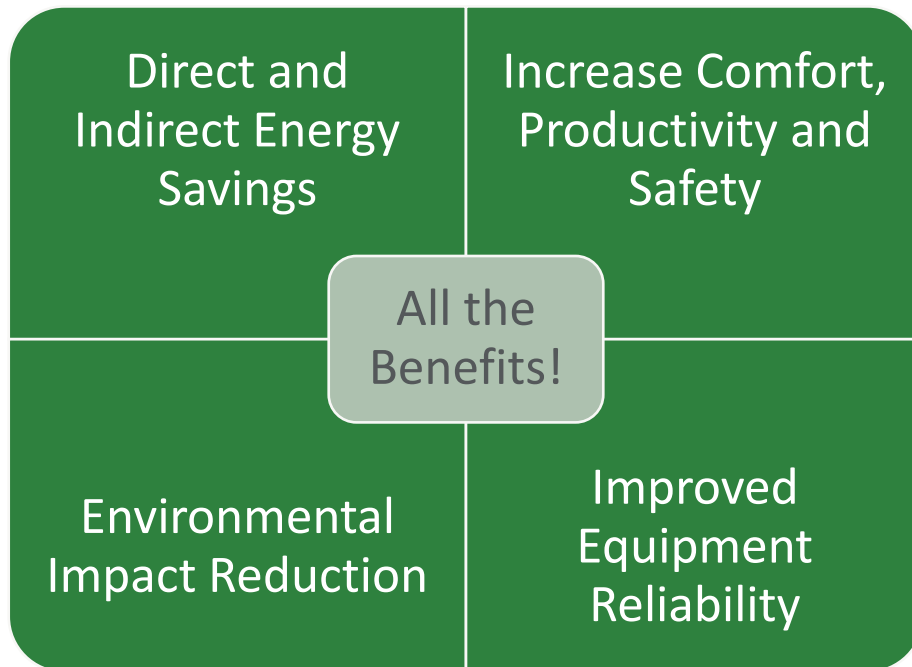 Direct and
Indirect Energy
Savings
Increase Comfort,
Productivity and
Safety
All the
Benefits!
Environmental
Impact Reduction
Improved
Equipment
Reliability